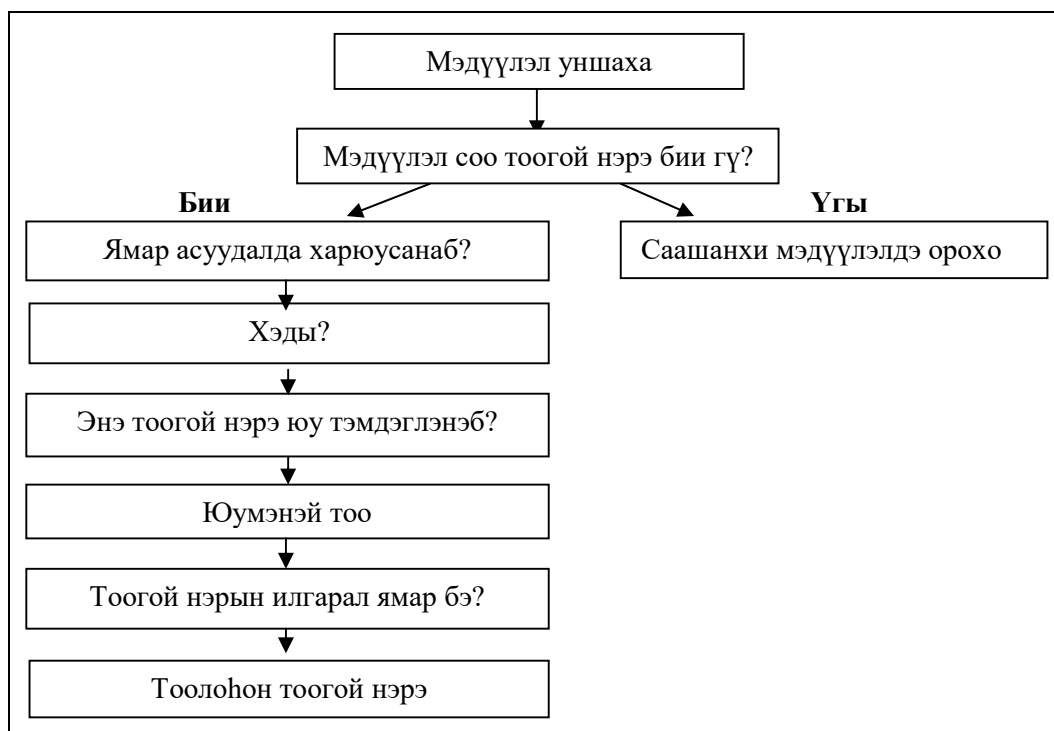 Мэдүүлэл уншаха
Мэдүүлэл соо тоогой нэрэ бии гү?
Бии
Үгы
Ямар асуудалда харюусанаб?
Саашанхи мэдүүлэлдэ орохо
Хэды?
Энэ тоогой нэрэ юу тэмдэглэнэб?
Юумэнэй тоо
Тоогой нэрын илгарал ямар бэ?
Тоолоһон тоогой нэрэ